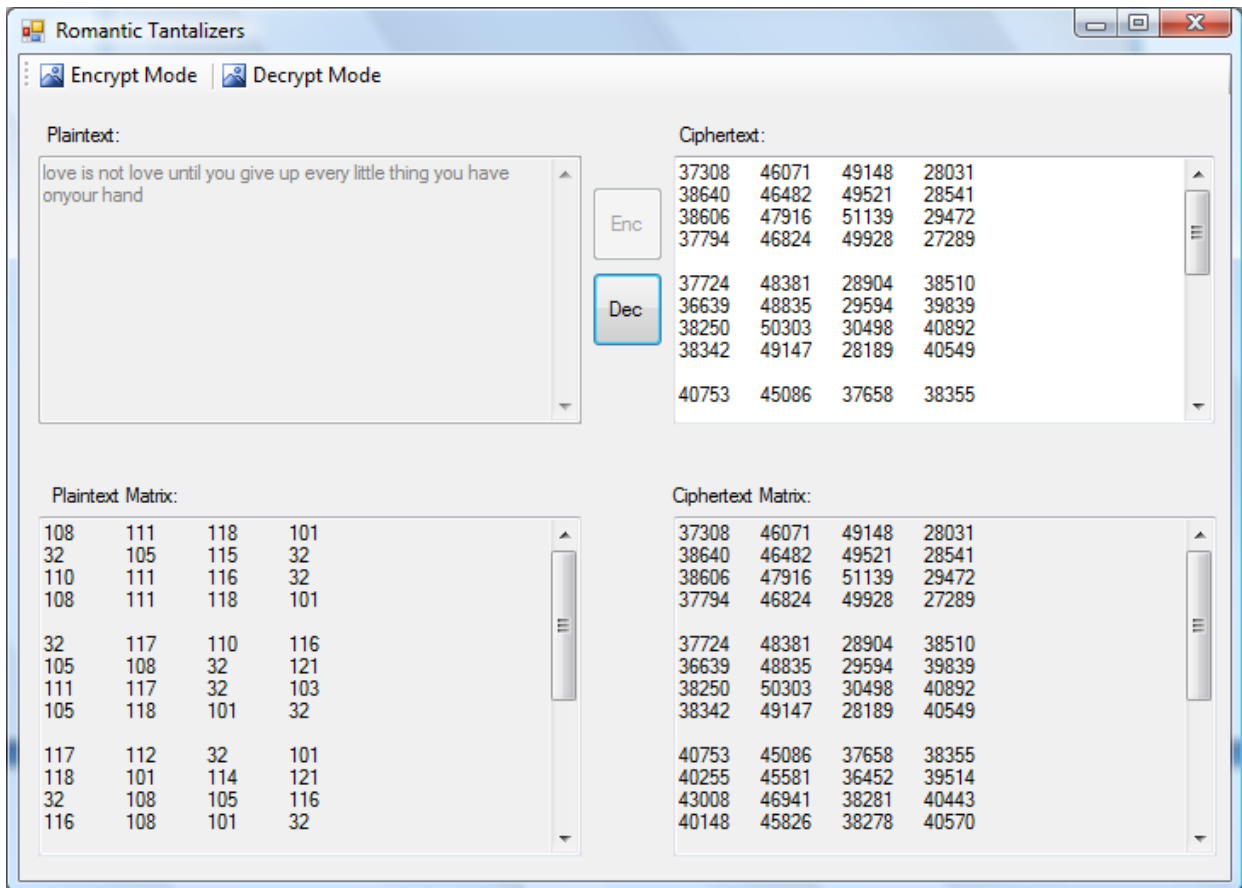 Romantic Tantalizers
Encrypt Mode Decrypt Mode
Plaintext:
love is not love until you give up every little thing you have
onyour hand
Enc
Dec
Ciphertext:
37308 46071 49148 28031
38640 46482 49521 28541
38606 47916 51139 29472
37794 46824 49928 27289
37724 48381 28904 38510
36639 48835 29594 39839
38250 50303 30498 40892
38342 49147 28189 40549
40753 45086 37658 38355
Plaintext Matrix:
108 111 118 101
32 105 115 32
110 111 116 32
108 111 118 101
32 117 110 116
105 108 32 121
111 117 32 103
105 118 101 32
117 112 32 101
118 101 114 121
32 108 105 116
116 108 101 32
Ciphertext Matrix:
37308 46071 49148 28031
38640 46482 49521 28541
38606 47916 51139 29472
37794 46824 49928 27289
37724 48381 28904 38510
36639 48835 29594 39839
38250 50303 30498 40892
38342 49147 28189 40549
40753 45086 37658 38355
40255 45581 36452 39514
43008 46941 38281 40443
40148 45826 38278 40570